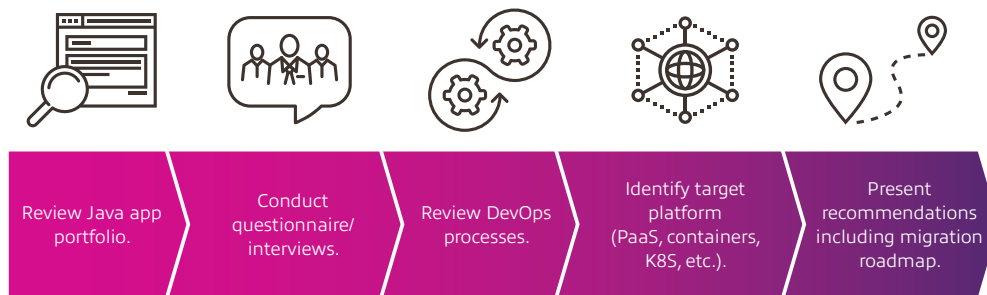 Review Java app
portfolio.
Conduct
questionnaire/
interviews.
Review DevOps
processes.
Identify target
platform
(PaaS, containers,
K8S, etc.).
Present
recommendations
including migration
roadmap.